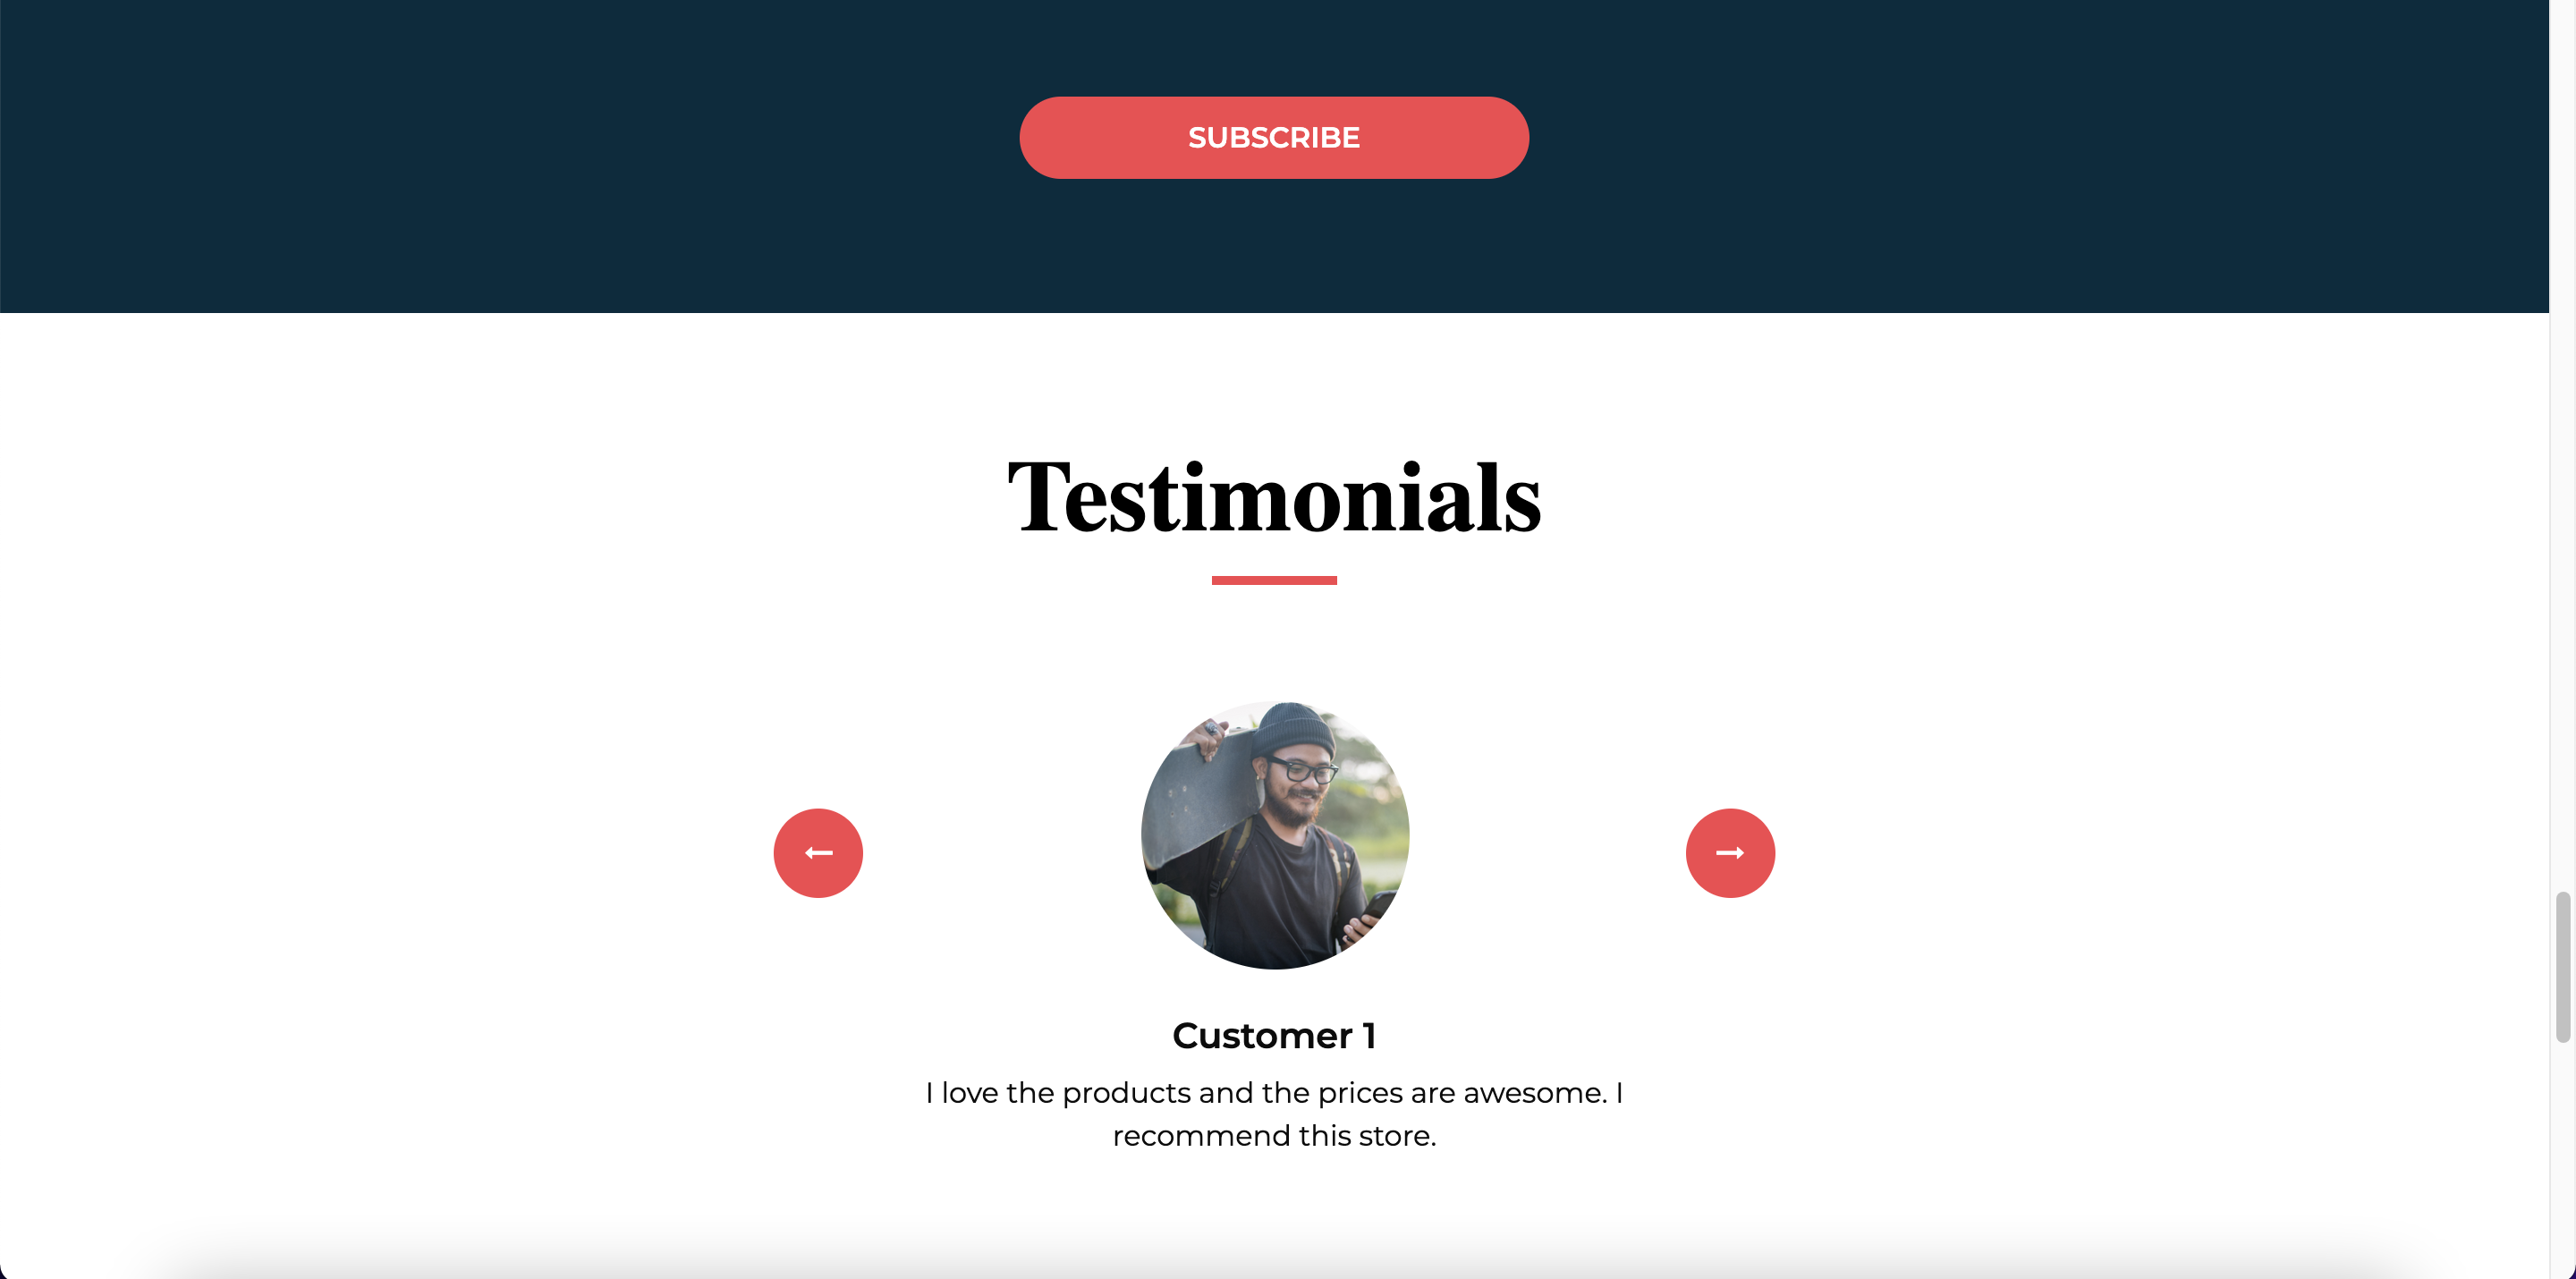 SUBSCRIBE
Testimonials
Customer 1
I love the products and the prices are awesome. I
recommend this store.